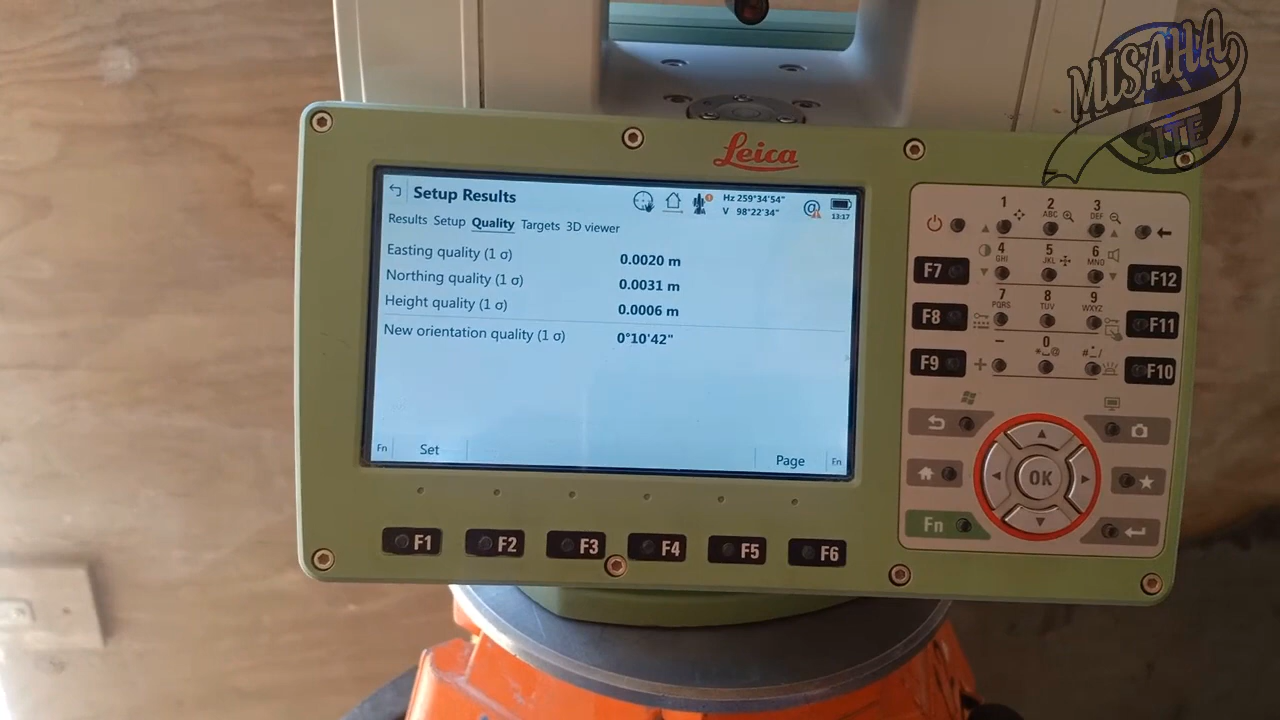 MISAHA
SITE
Leica
Setup Results
Hz 259°34'54"
V 98°22'34"
13:17
Results Setup Quality Targets 3D viewer
Easting quality (1 σ) 0.0020 m
Northing quality (1 σ) 0.0031 m
Height quality (1 σ) 0.0006 m
New orientation quality (1 σ) 0°10'42"
Fn Set Page Fn
F1 F2 F3 F4 F5 F6
1 2 3
ABC DEF
F7 4 5 6 F12
GHI JKL MNO
7 8 9
PQRS TUV WXYZ
F8 F11
- 0 #._/
*␣@
F9 + F10
OK
Fn